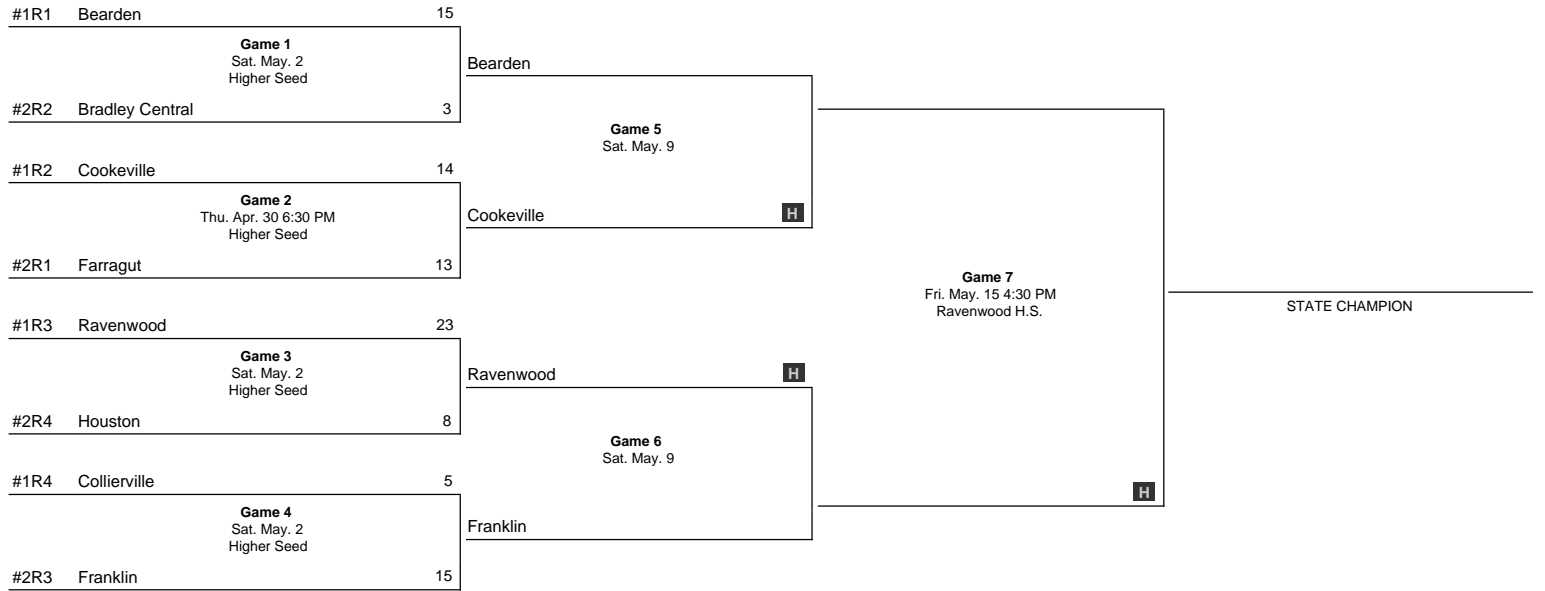 #1R1 Bearden 15
Game 1
Sat. May. 2
Higher Seed
#2R2 Bradley Central 3
#1R2 Cookeville 14
Game 2
Thu. Apr. 30 6:30 PM
Higher Seed
#2R1 Farragut 13
#1R3 Ravenwood 23
Game 3
Sat. May. 2
Higher Seed
#2R4 Houston 8
#1R4 Collierville 5
Game 4
Sat. May. 2
Higher Seed
#2R3 Franklin 15
Bearden
Game 5
Sat. May. 9
Cookeville H
Ravenwood H
Game 6
Sat. May. 9
Franklin
Game 7
Fri. May. 15 4:30 PM
Ravenwood H.S.
H
STATE CHAMPION